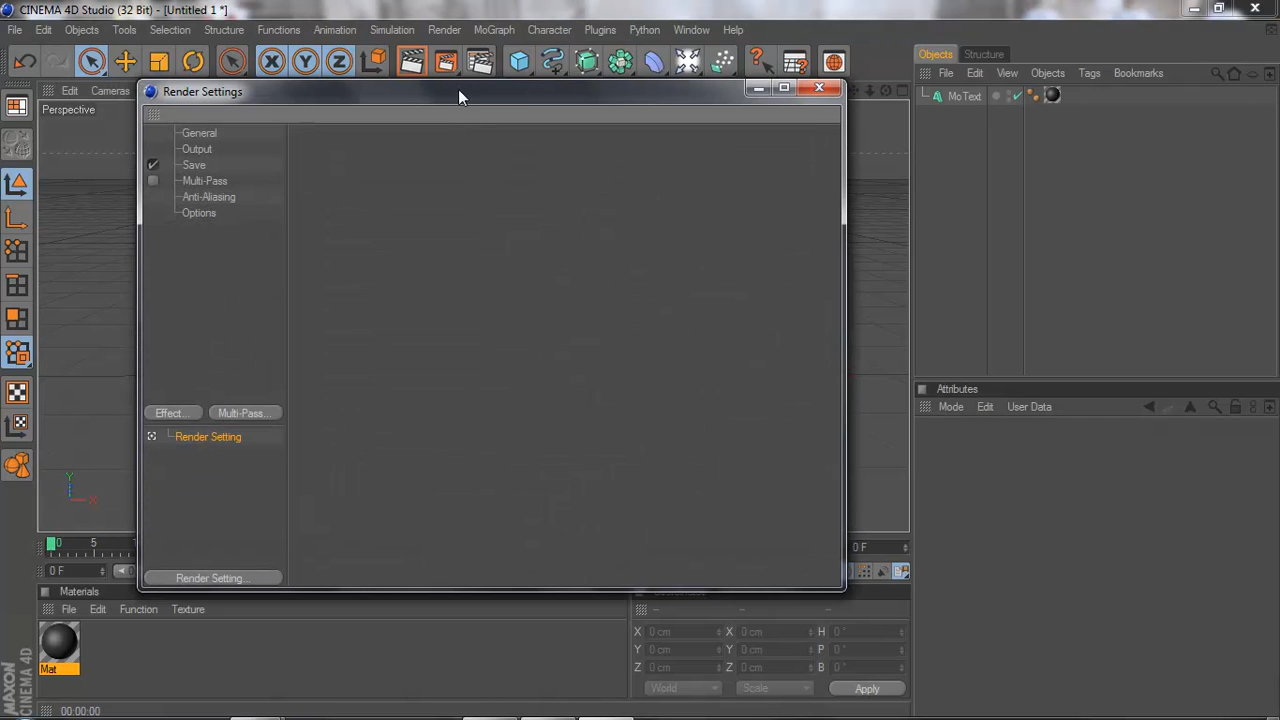 CINEMA 4D Studio (32 Bit) - [Untitled 1 *]
File Edit Objects Tools Selection Structure Functions Animation Simulation Render MoGraph Character Plugins Python Window Help
Objects Structure
File Edit View Objects Tags Bookmarks
MoText
Edit Cameras
Perspective
Render Settings
General
Output
Save
Multi-Pass
Anti-Aliasing
Options
Effect... Multi-Pass...
Render Setting
Render Setting...
Attributes
Mode Edit User Data
Y
X
0 5
0 F
0 F
Materials
File Edit Function Texture
Mat
-- -- --
X 0 cm X 0 cm H 0 °
Y 0 cm Y 0 cm P 0 °
Z 0 cm Z 0 cm B 0 °
World Scale Apply
MAXON
CINEMA 4D
00:00:00